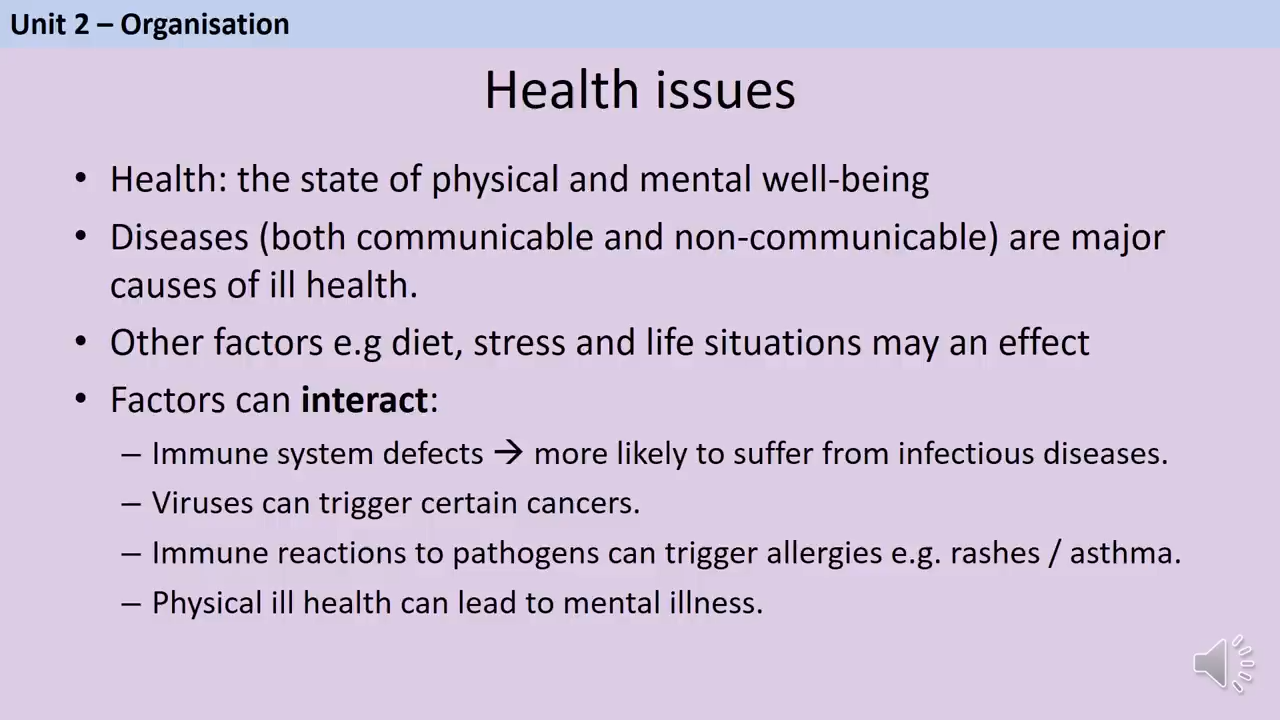 Unit 2 – Organisation
Health issues
• Health: the state of physical and mental well-being
• Diseases (both communicable and non-communicable) are major
causes of ill health.
• Other factors e.g diet, stress and life situations may an effect
• Factors can interact:
– Immune system defects → more likely to suffer from infectious diseases.
– Viruses can trigger certain cancers.
– Immune reactions to pathogens can trigger allergies e.g. rashes / asthma.
– Physical ill health can lead to mental illness.